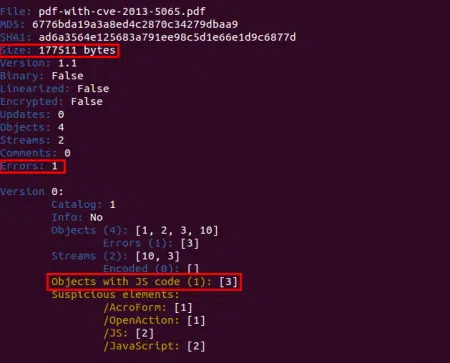 File: pdf-with-cve-2013-5065.pdf
MD5: 6776bda19a3a8ed4c2870c34279dbaa9
SHA1: ad6a3564e125683a791ee98c5d1e66e1d9c6877d
Size: 177511 bytes
Version: 1.1
Binary: False
Linearized: False
Encrypted: False
Updates: 0
Objects: 4
Streams: 2
Comments: 0
Errors: 1
Version 0:
Catalog: 1
Info: No
Objects (4): [1, 2, 3, 10]
Errors (1): [3]
Streams (2): [10, 3]
Encoded (0): []
Objects with JS code (1): [3]
Suspicious elements:
/AcroForm: [1]
/OpenAction: [1]
/JS: [2]
/JavaScript: [2]